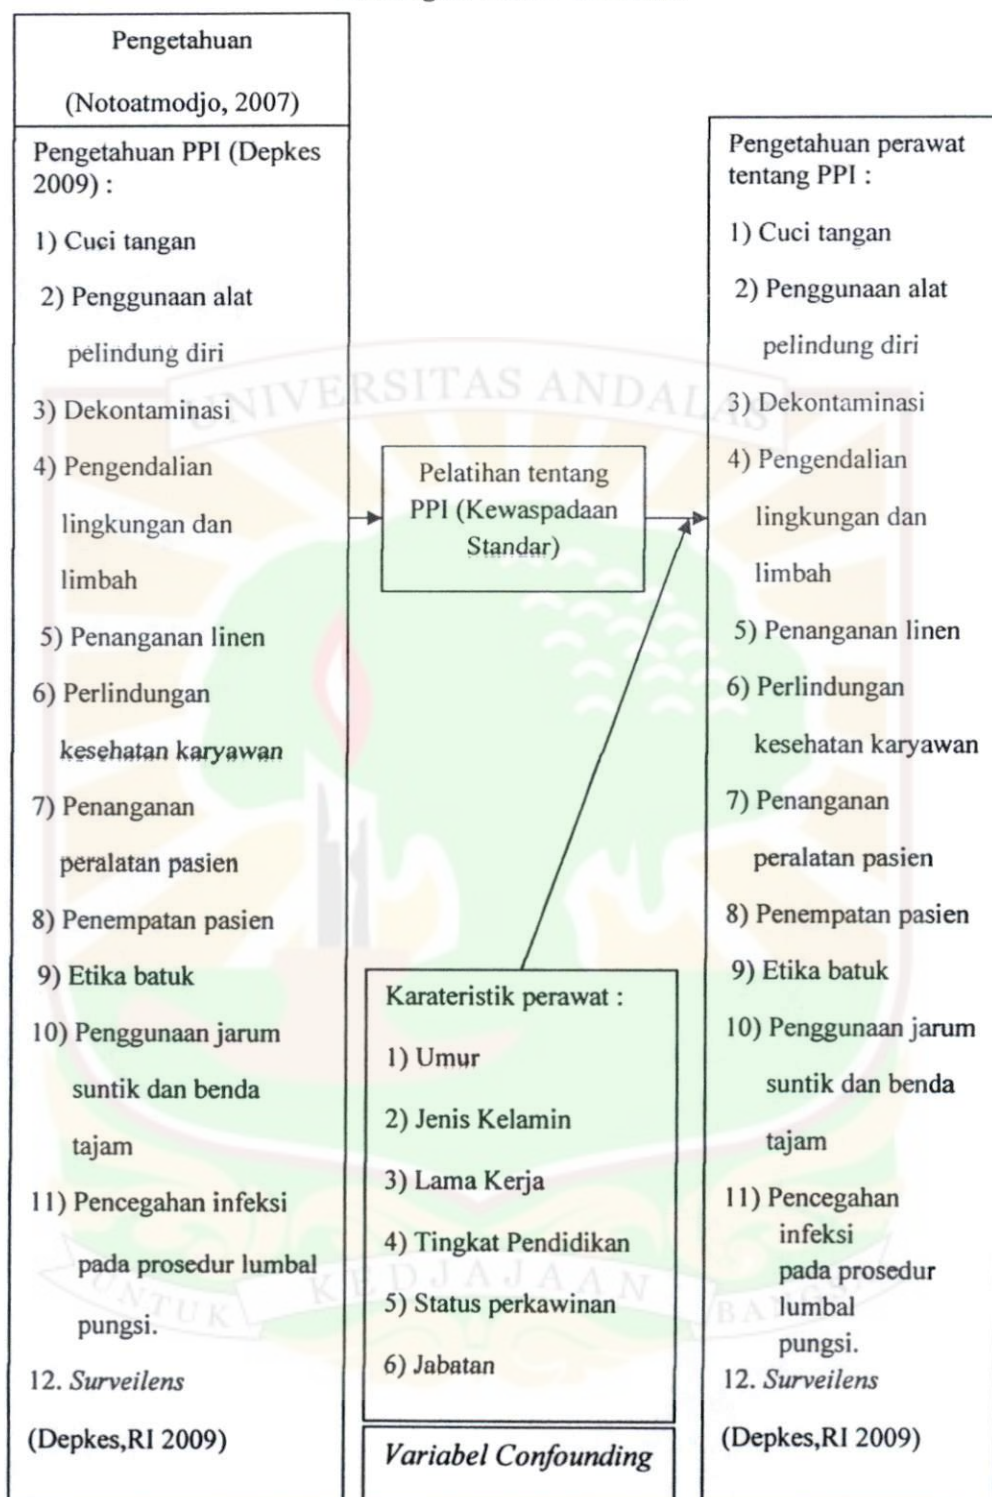 Pengetahuan
(Notoatmodjo, 2007)
Pengetahuan PPI (Depkes
2009) :
1) Cuci tangan
2) Penggunaan alat
pelindung diri
3) Dekontaminasi
4) Pengendalian
lingkungan dan
limbah
5) Penanganan linen
6) Perlindungan
kesehatan karyawan
7) Penanganan
peralatan pasien
8) Penempatan pasien
9) Etika batuk
10) Penggunaan jarum
suntik dan benda
tajam
11) Pencegahan infeksi
pada prosedur lumbal
pungsi.
12. Surveilens
(Depkes,RI 2009)
Pelatihan tentang
PPI (Kewaspadaan
Standar)
Karateristik perawat :
1) Umur
2) Jenis Kelamin
3) Lama Kerja
4) Tingkat Pendidikan
5) Status perkawinan
6) Jabatan
Variabel Confounding
Pengetahuan perawat
tentang PPI :
1) Cuci tangan
2) Penggunaan alat
pelindung diri
3) Dekontaminasi
4) Pengendalian
lingkungan dan
limbah
5) Penanganan linen
6) Perlindungan
kesehatan karyawan
7) Penanganan
peralatan pasien
8) Penempatan pasien
9) Etika batuk
10) Penggunaan jarum
suntik dan benda
tajam
11) Pencegahan
infeksi
pada prosedur
lumbal
pungsi.
12. Surveilens
(Depkes,RI 2009)
UNIVERSITAS ANDALAS
UNTUK KEDJAJAAN BANGSA